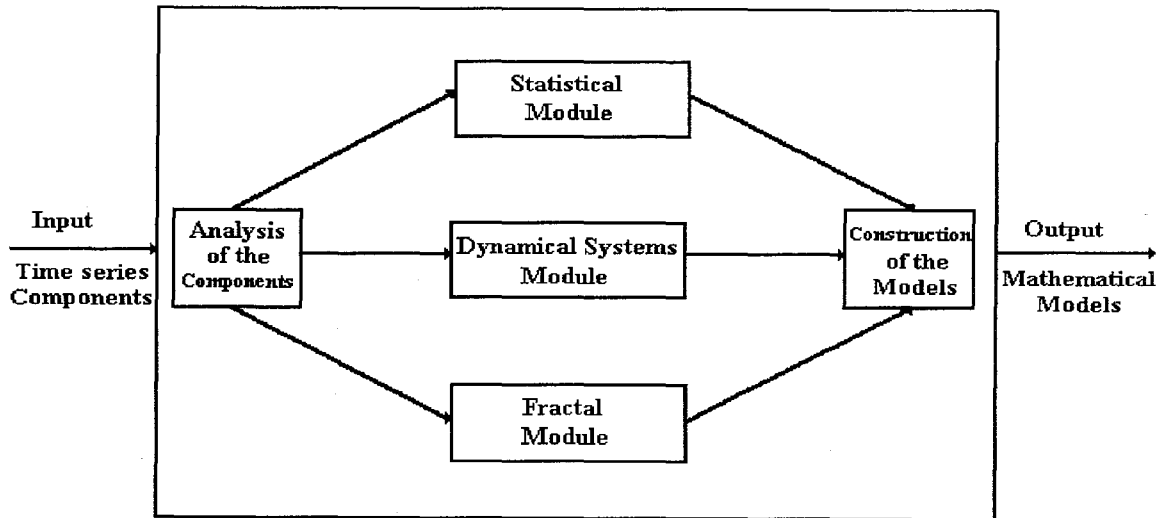 Statistical
Module
Input
Time series
Components
Analysis
of the
Components
Dynamical Systems
Module
Construction
of the
Models
Output
Mathematical
Models
Fractal
Module